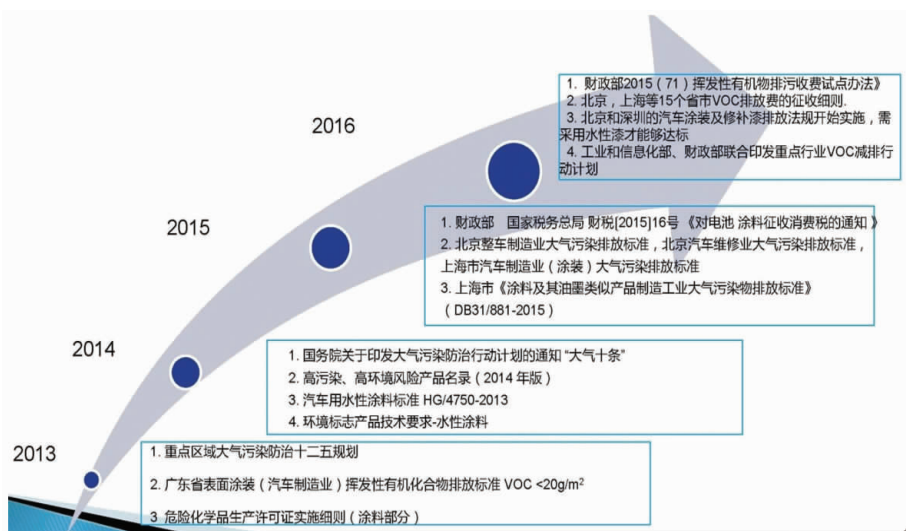 2016
1. 财政部2015（71）挥发性有机物排污收费试点办法》
2. 北京，上海等15个省市VOC排放费的征收细则.
3. 北京和深圳的汽车涂装及修补漆排放法规开始实施，需
采用水性漆才能够达标
4. 工业和信息化部、财政部联合印发重点行业VOC减排行
动计划
2015
1. 财政部 国家税务总局 财税[2015]16号 《对电池 涂料征收消费税的通知 》
2. 北京整车制造业大气污染排放标准，北京汽车维修业大气污染排放标准，
上海市汽车制造业（涂装）大气污染排放标准
3. 上海市《涂料及其油墨类似产品制造工业大气污染物排放标准》
（DB31/881-2015）
2014
1. 国务院关于印发大气污染防治行动计划的通知 “大气十条”
2. 高污染、高环境风险产品名录（2014 年版）
3. 汽车用水性涂料标准 HG/4750-2013
4. 环境标志产品技术要求-水性涂料
2013
1. 重点区域大气污染防治十二五规划
2. 广东省表面涂装（汽车制造业）挥发性有机化合物排放标准 VOC <20g/m²
3 危险化学品生产许可证实施细则（涂料部分）